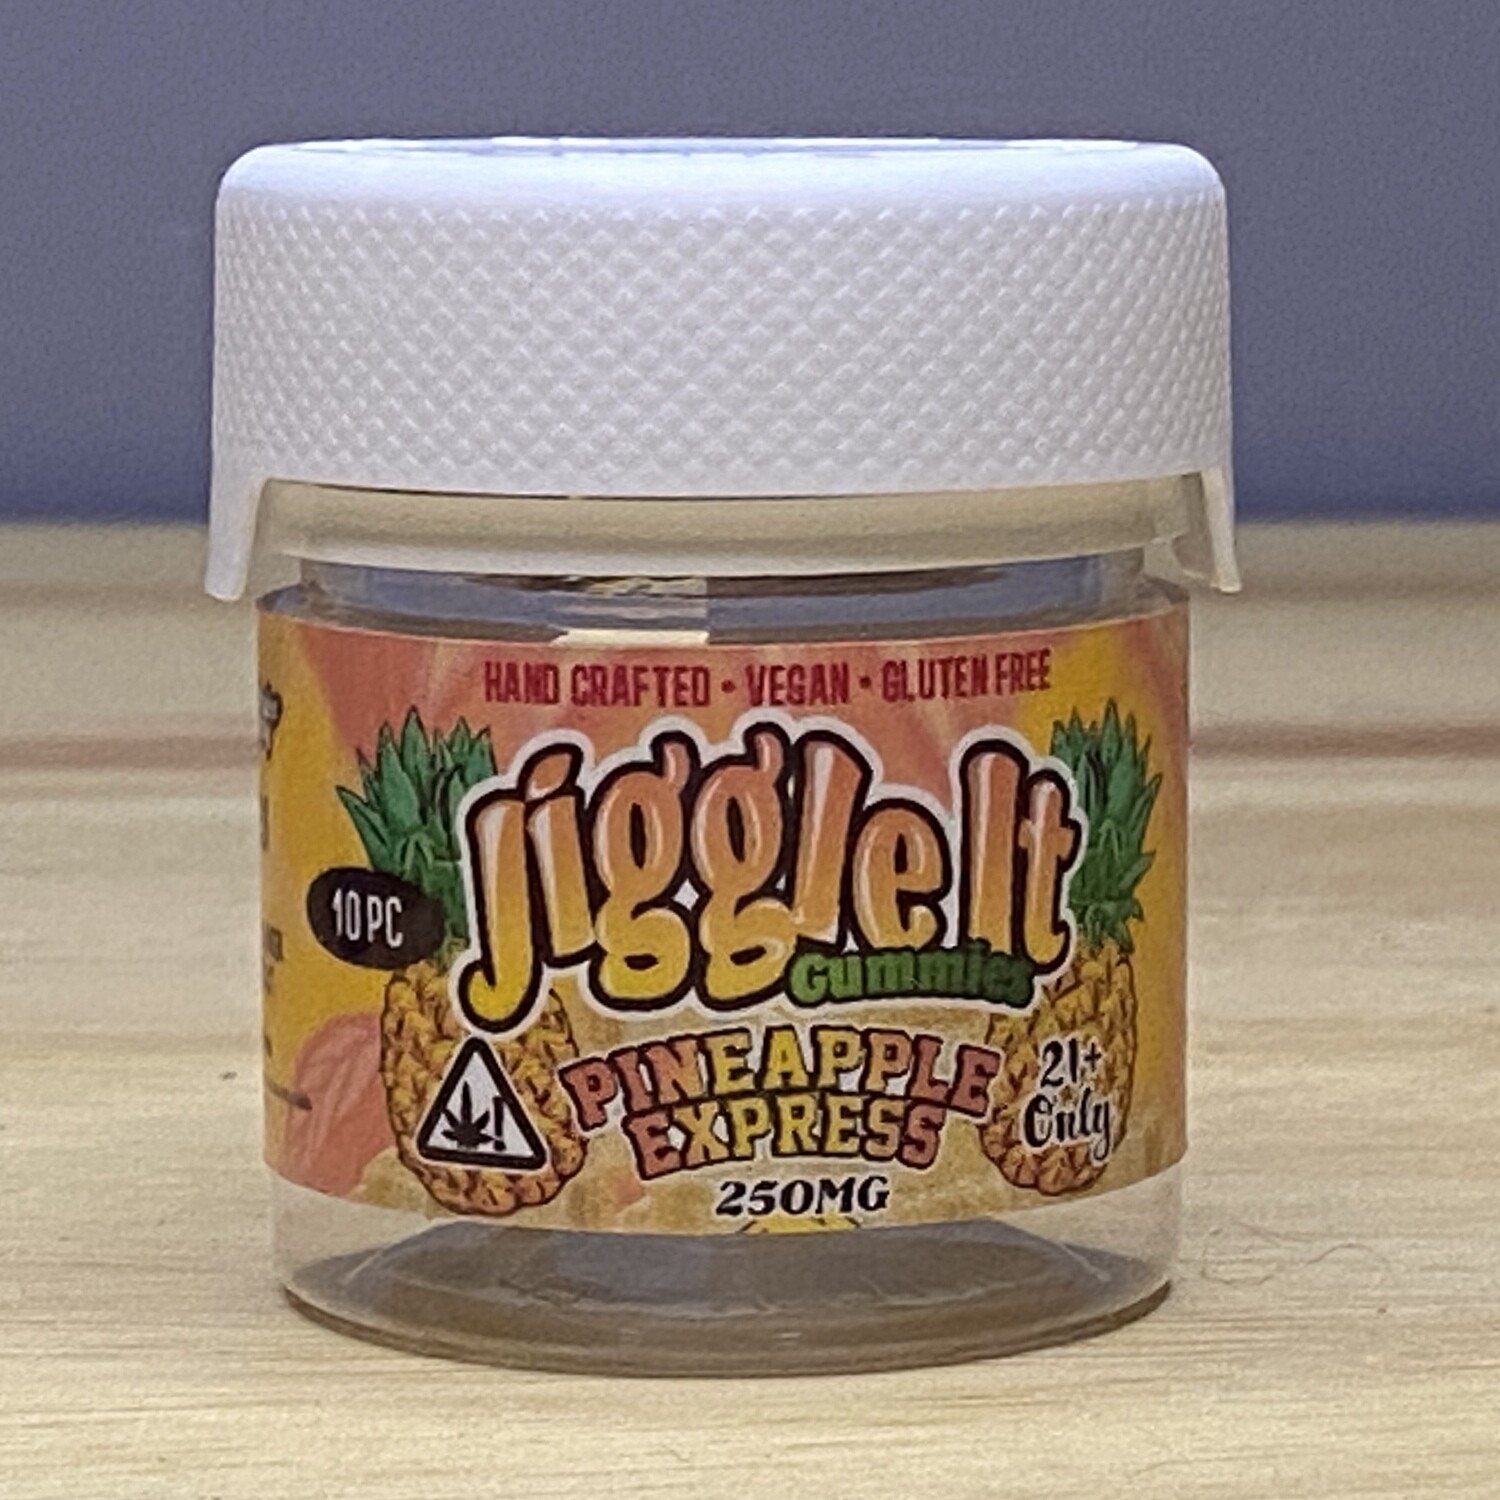 HAND CRAFTED • VEGAN • GLUTEN FREE
jiggle It
Gummies
10 PC
PINEAPPLE
EXPRESS
21+
Only
250MG